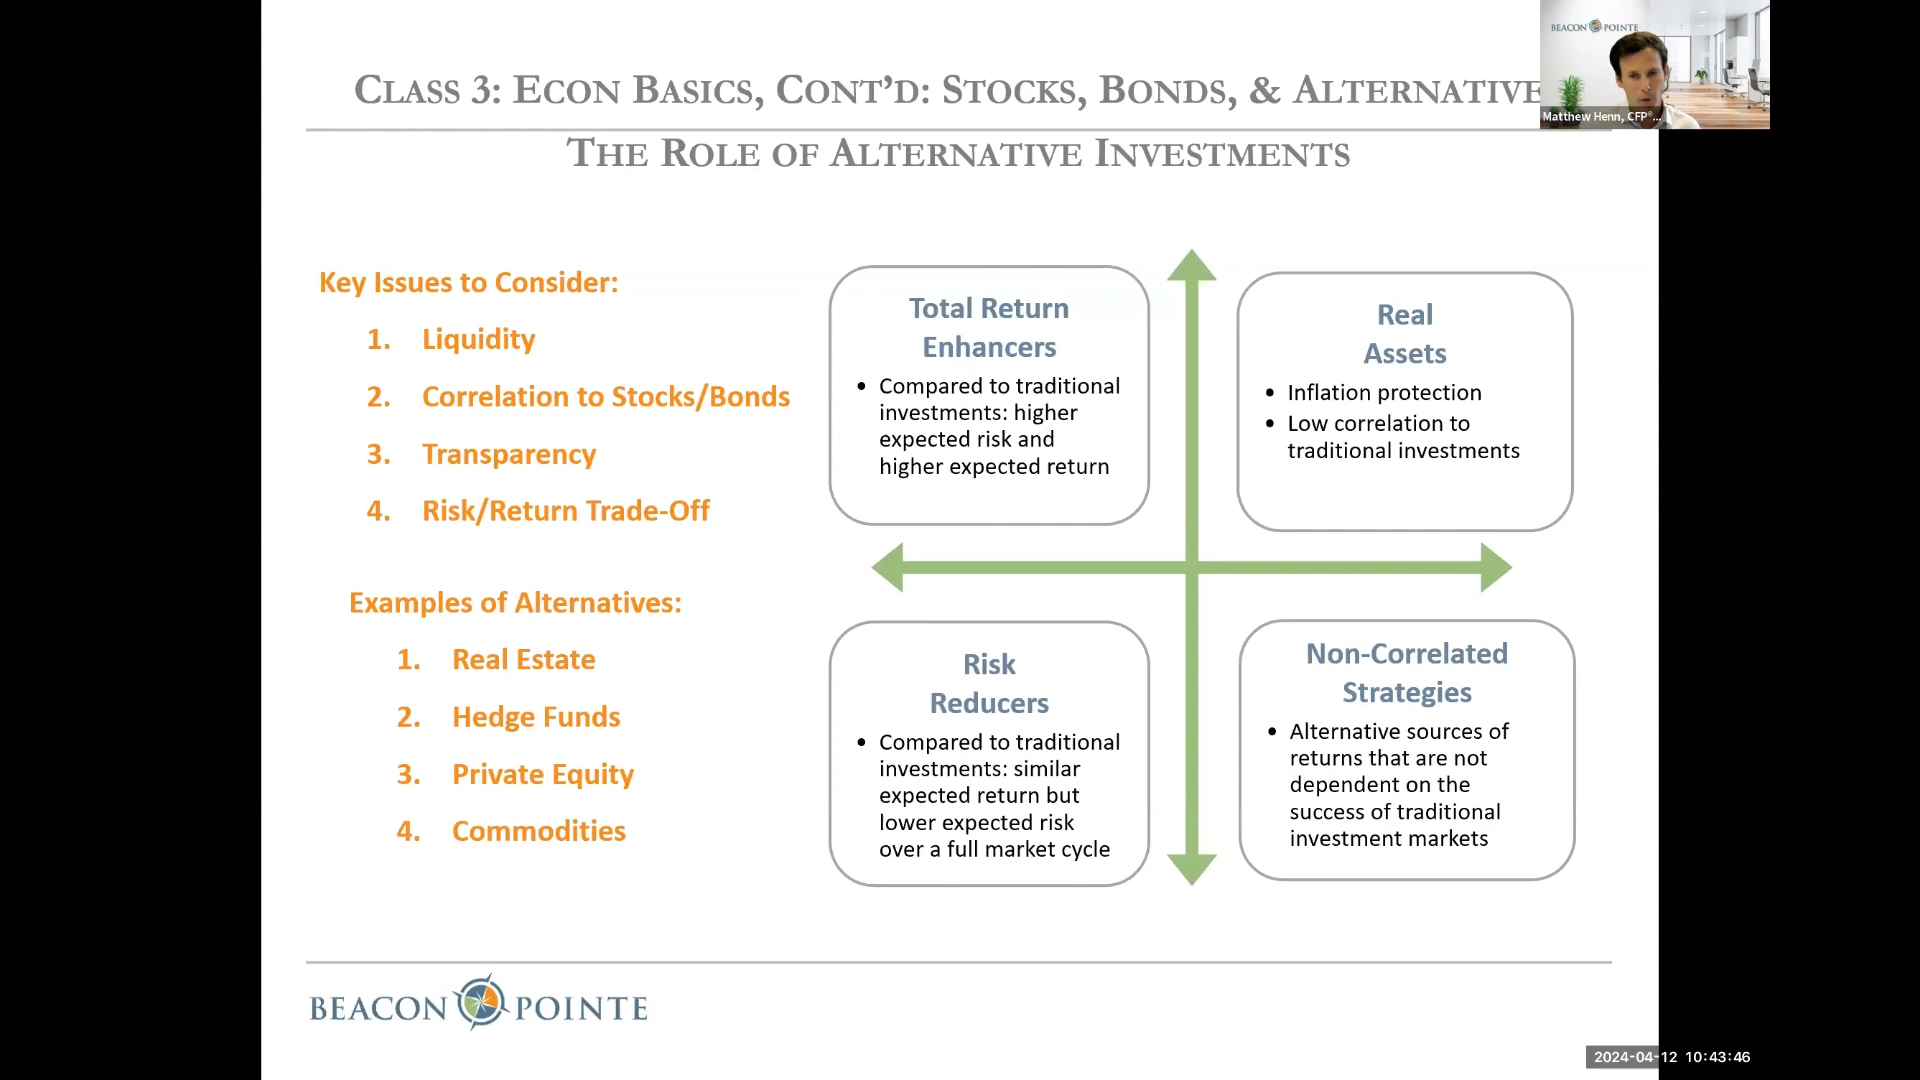 CLASS 3: ECON BASICS, CONT'D: STOCKS, BONDS, & ALTERNATIVE
THE ROLE OF ALTERNATIVE INVESTMENTS
BEACON POINTE
Matthew Henn, CFP®...
Key Issues to Consider:
1. Liquidity
2. Correlation to Stocks/Bonds
3. Transparency
4. Risk/Return Trade-Off
Examples of Alternatives:
1. Real Estate
2. Hedge Funds
3. Private Equity
4. Commodities
Total Return
Enhancers
• Compared to traditional
investments: higher
expected risk and
higher expected return
Real
Assets
• Inflation protection
• Low correlation to
traditional investments
Risk
Reducers
• Compared to traditional
investments: similar
expected return but
lower expected risk
over a full market cycle
Non-Correlated
Strategies
• Alternative sources of
returns that are not
dependent on the
success of traditional
investment markets
BEACON POINTE
2024-04-12 10:43:46